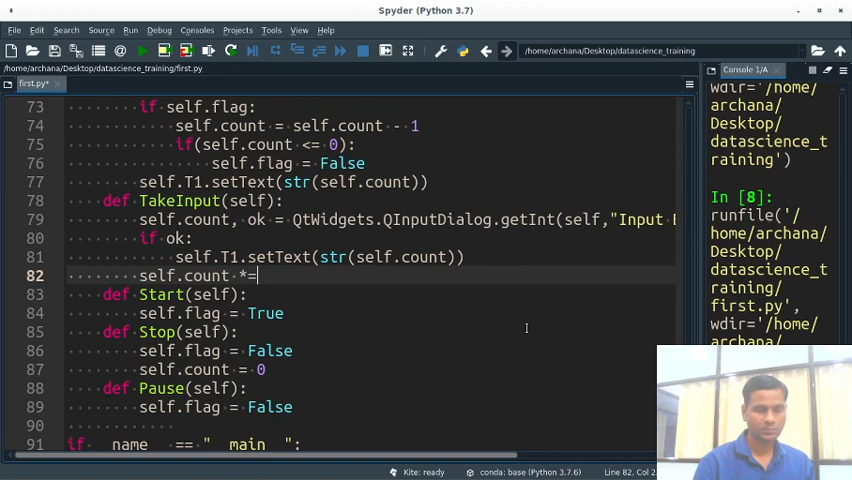 Spyder (Python 3.7)
File Edit Search Source Run Debug Consoles Projects Tools View Help
/home/archana/Desktop/datascience_training
/home/archana/Desktop/datascience_training/first.py
first.py*
Console 1/A
73 if self.flag:
74 self.count = self.count - 1
75 if(self.count <= 0):
76 self.flag = False
77 self.T1.setText(str(self.count))
78 def TakeInput(self):
79 self.count, ok = QtWidgets.QInputDialog.getInt(self,"Input
80 if ok:
81 self.T1.setText(str(self.count))
82 self.count *=
83 def Start(self):
84 self.flag = True
85 def Stop(self):
86 self.flag = False
87 self.count = 0
88 def Pause(self):
89 self.flag = False
90
91 if __name__ == "__main__":
wdir='/home/
archana/
Desktop/
datascience_t
raining')
In [8]:
runfile('/
home/
archana/
Desktop/
datascience_t
raining/
first.py',
wdir='/home/
Kite: ready
conda: base (Python 3.7.6)
Line 82, Col 2